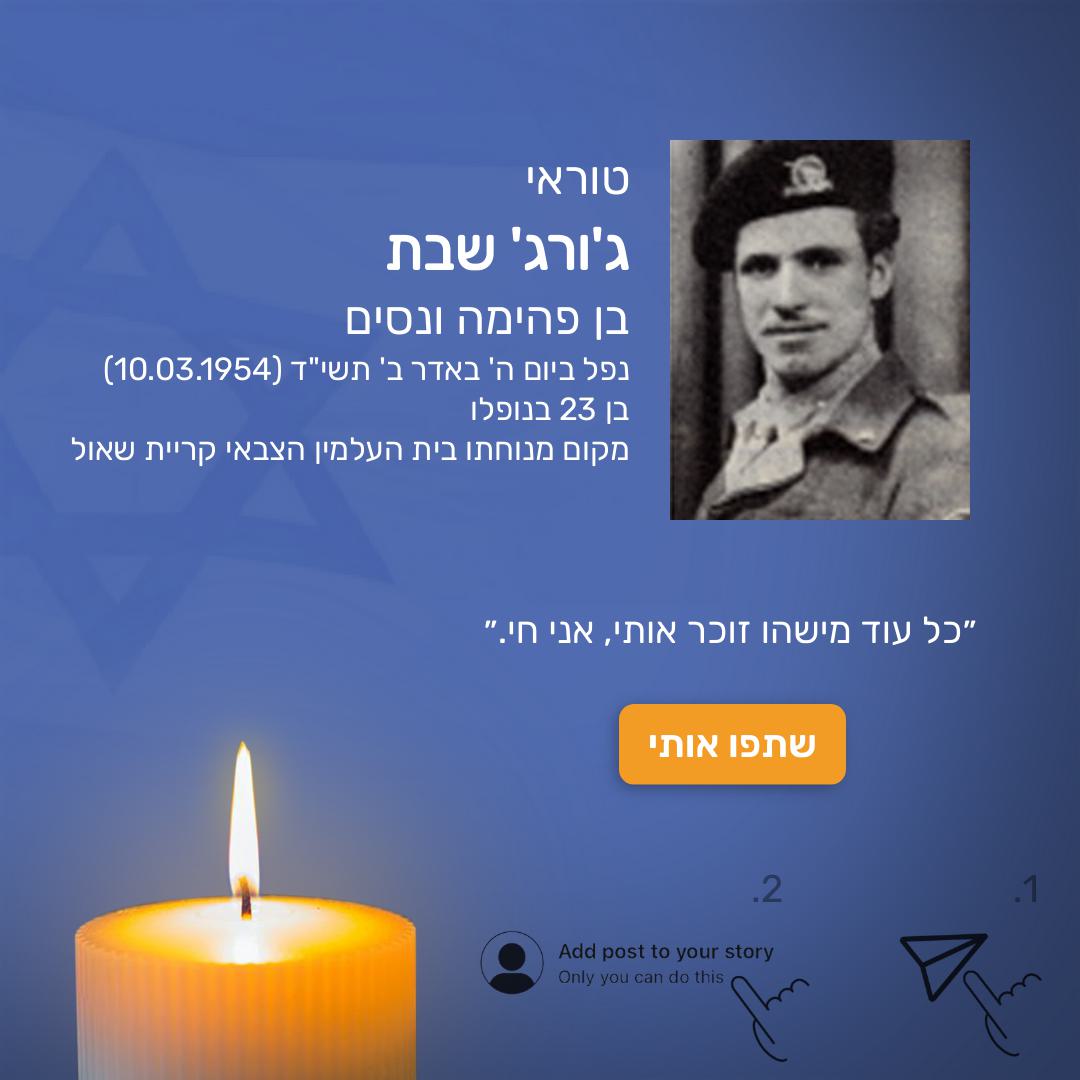 טוראי
ג'ורג' שבת
בן פהימה ונסים
נפל ביום ה' באדר ב' תשי"ד (10.03.1954)
בן 23 בנופלו
מקום מנוחתו בית העלמין הצבאי קריית שאול
״כל עוד מישהו זוכר אותי, אני חי.״
שתפו אותי
1.
2.
Add post to your story
Only you can do this